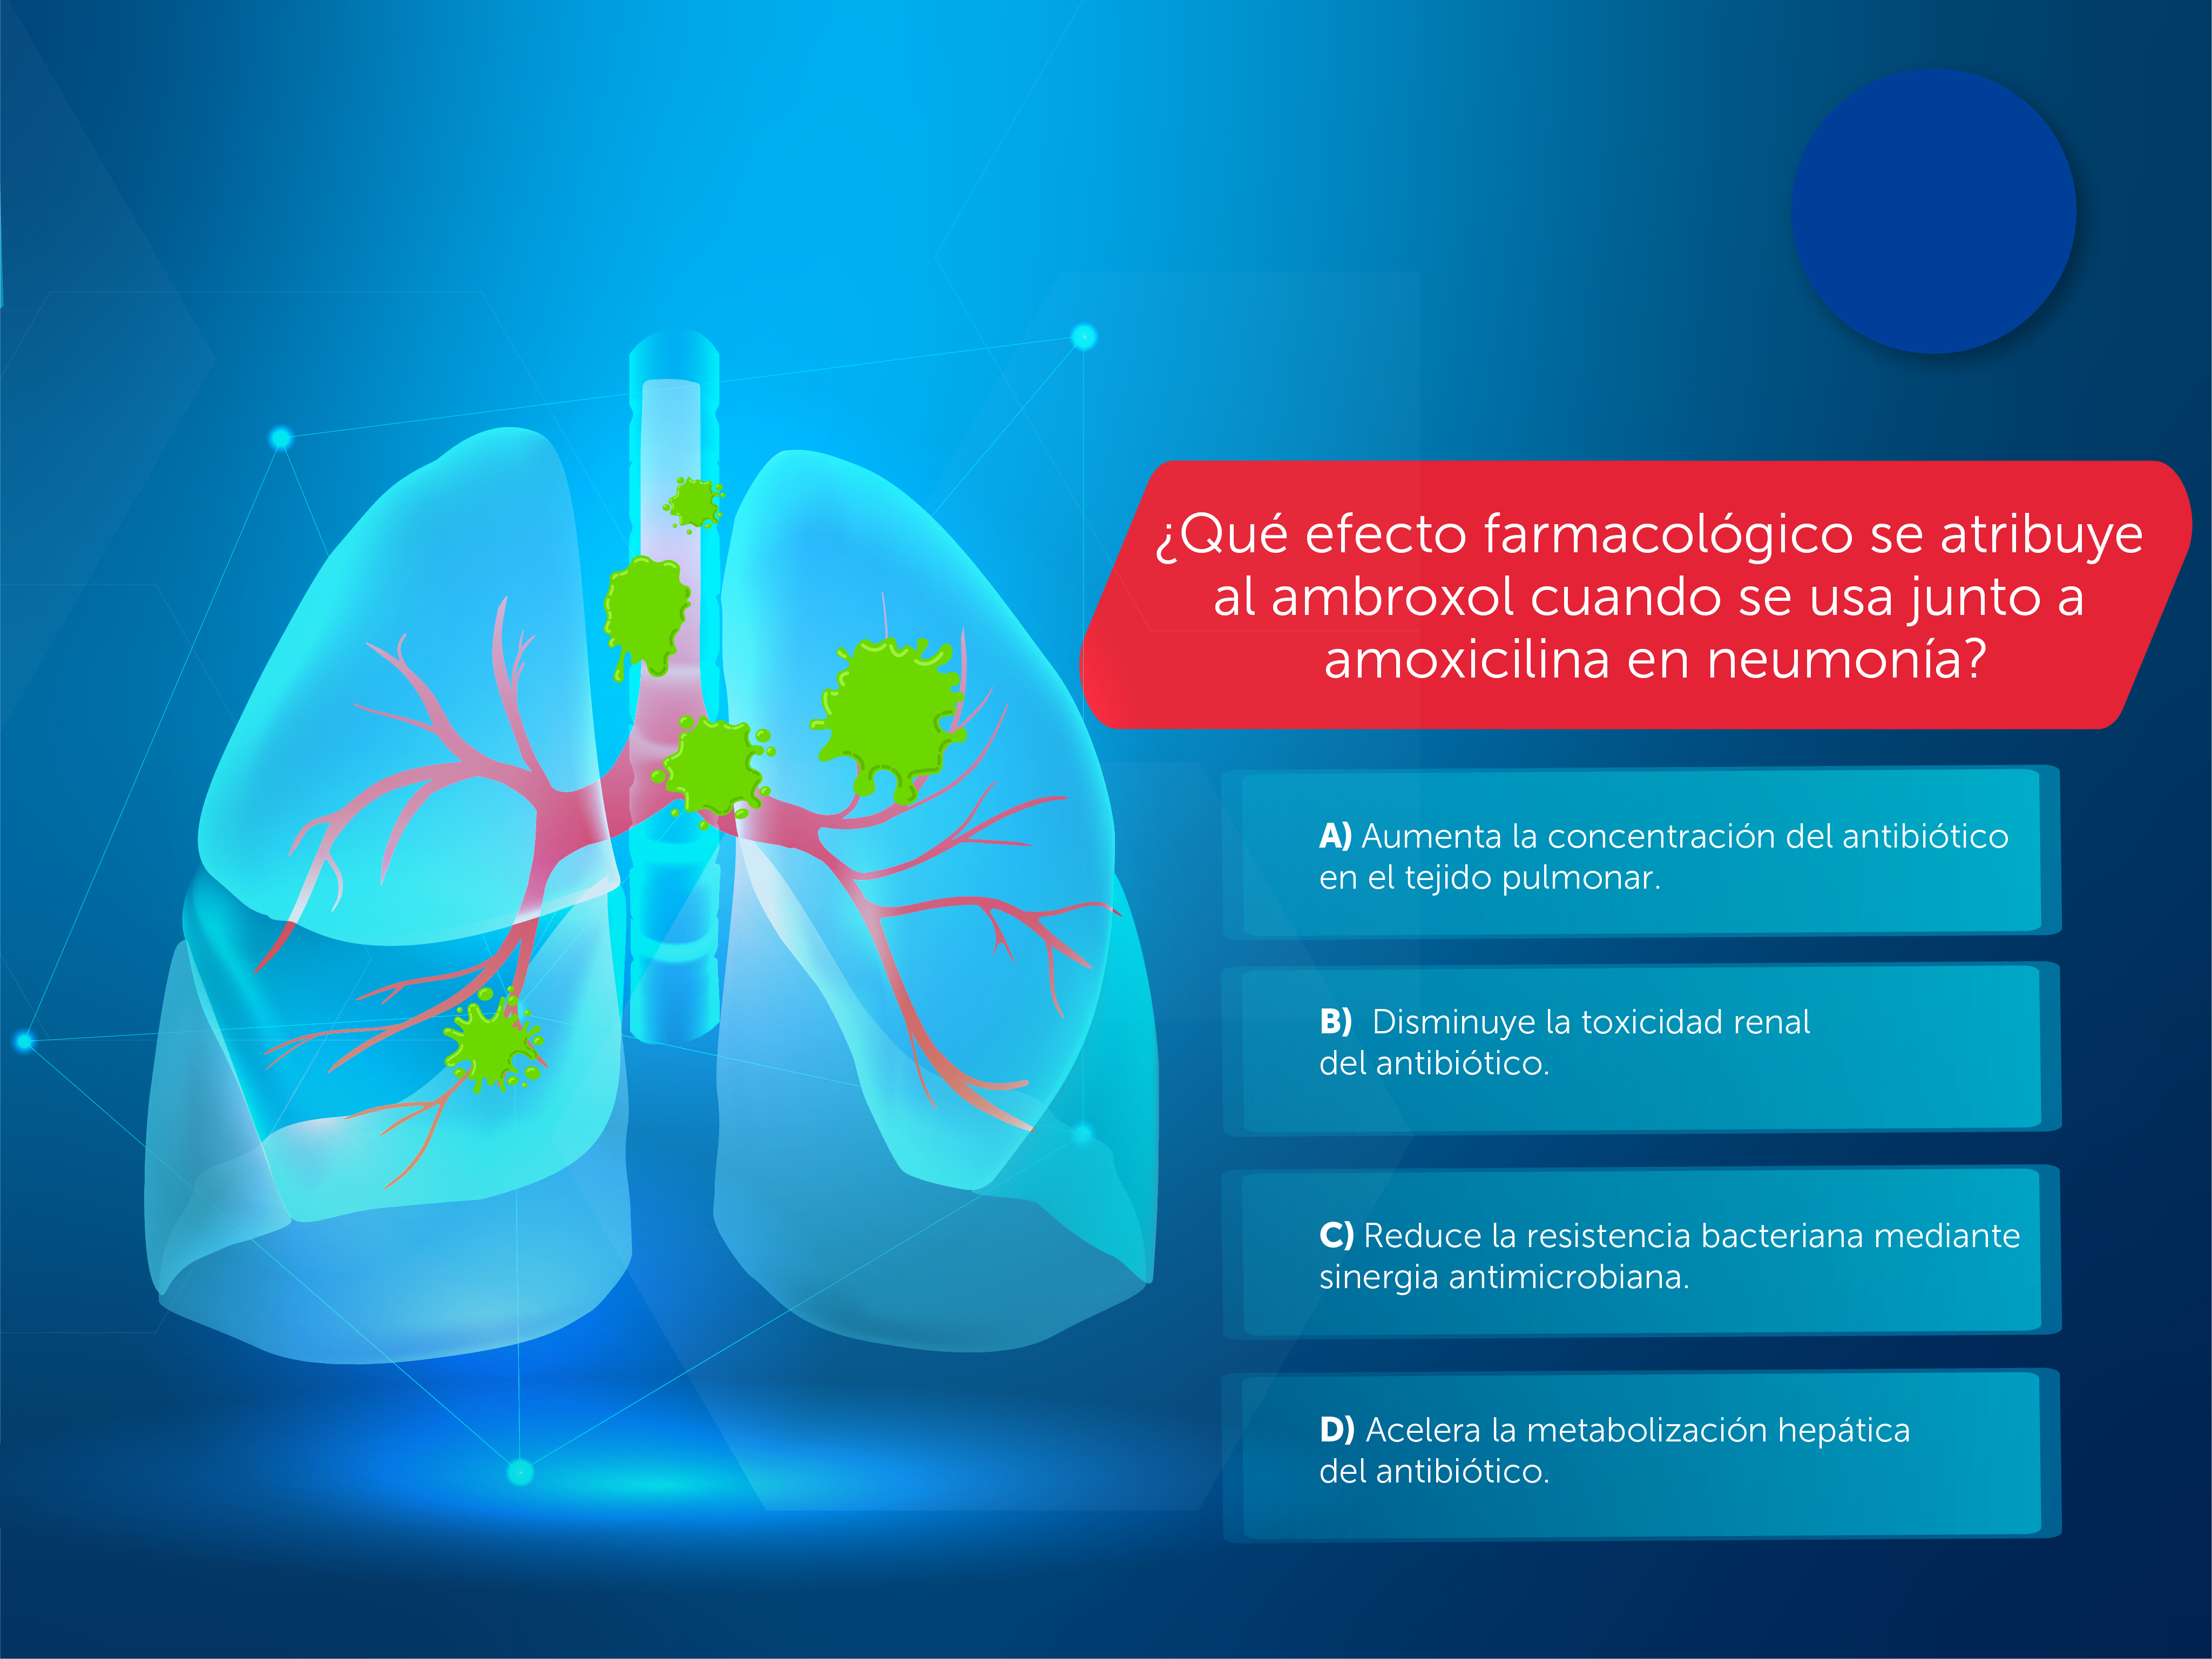 ¿Qué efecto farmacológico se atribuye
al ambroxol cuando se usa junto a
amoxicilina en neumonía?
A) Aumenta la concentración del antibiótico
en el tejido pulmonar.
B) Disminuye la toxicidad renal
del antibiótico.
C) Reduce la resistencia bacteriana mediante
sinergia antimicrobiana.
D) Acelera la metabolización hepática
del antibiótico.